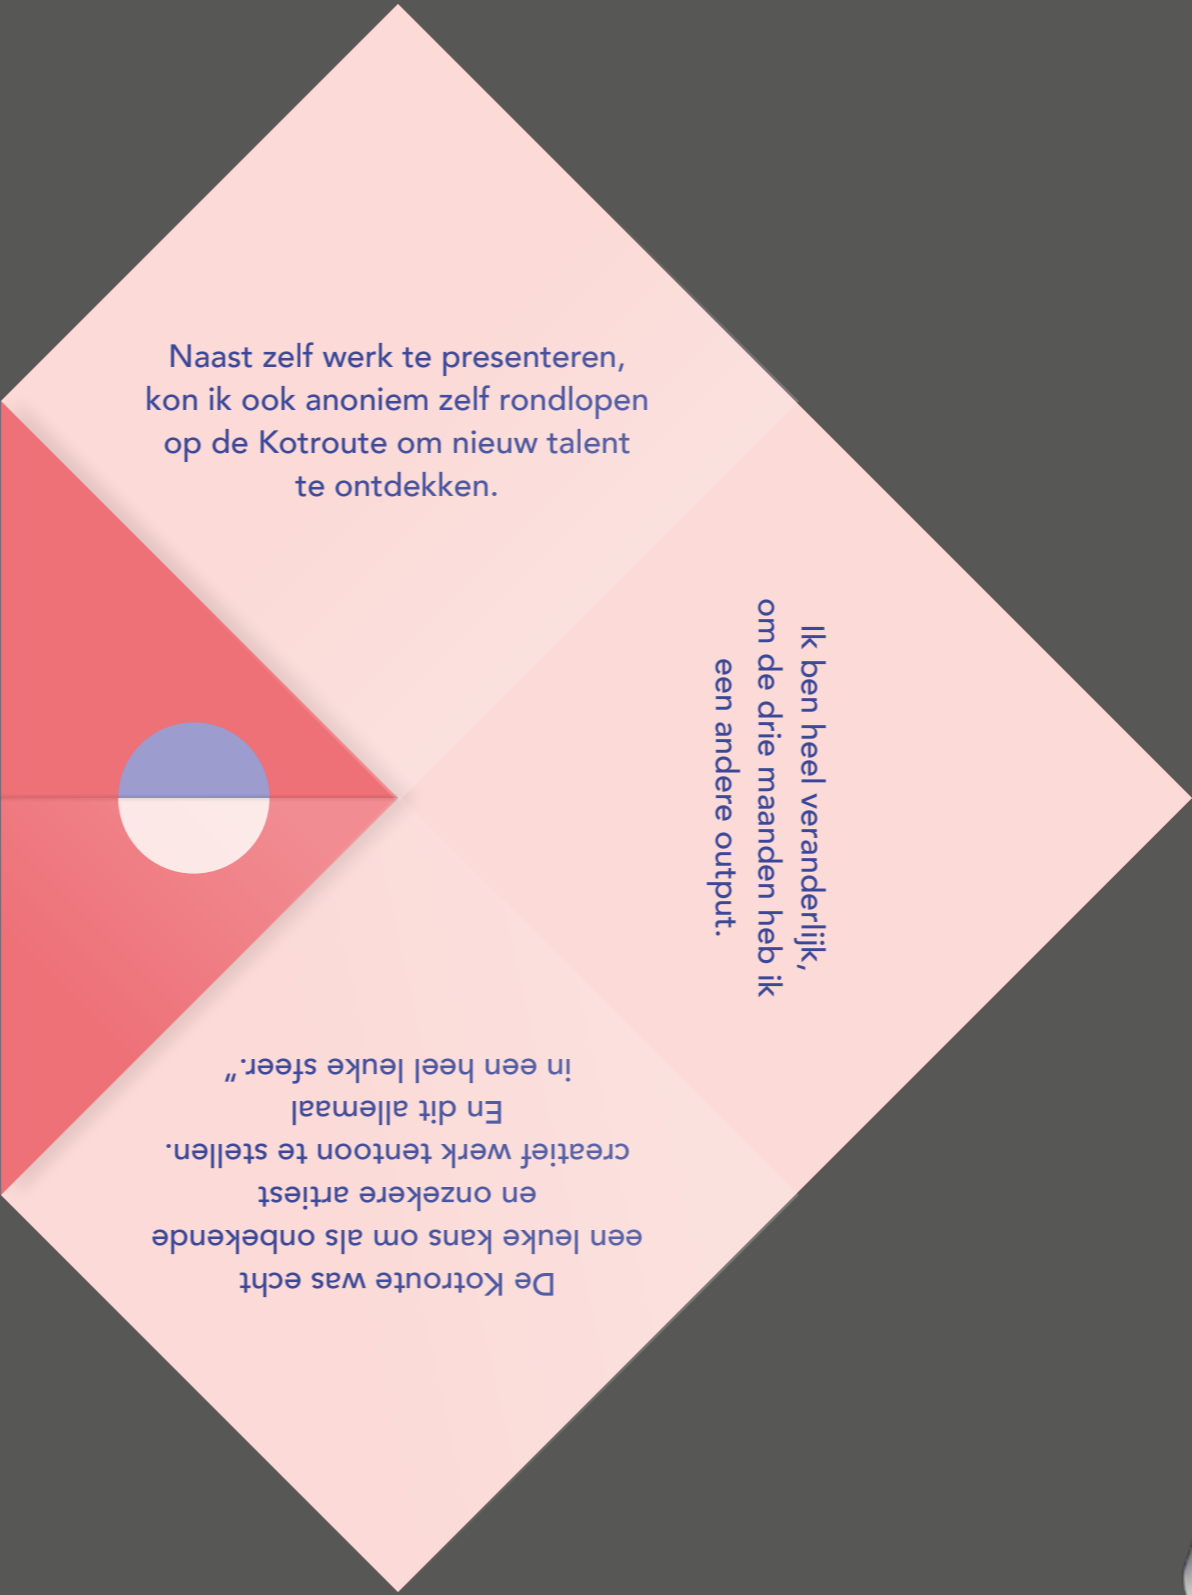 Naast zelf werk te presenteren,
kon ik ook anoniem zelf rondlopen
op de Kotroute om nieuw talent
te ontdekken.
Ik ben heel veranderlijk,
om de drie maanden heb ik
een andere output.
De Kotroute was echt
een leuke kans om als onbekende
en onzekere artiest
creatief werk tentoon te stellen.
En dit allemaal
in een heel leuke sfeer.”